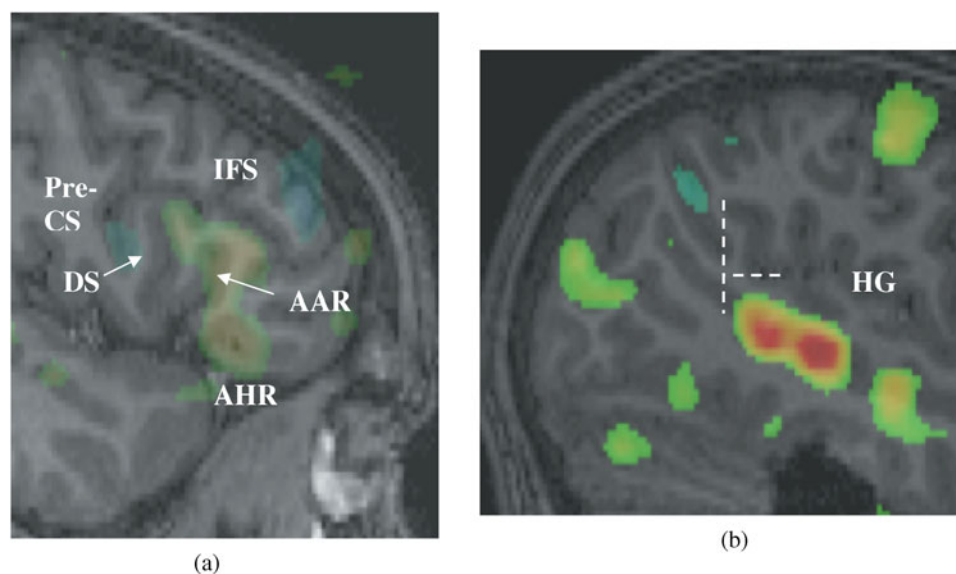 IFS
Pre-
CS
DS
AAR
AHR
(a)
HG
(b)